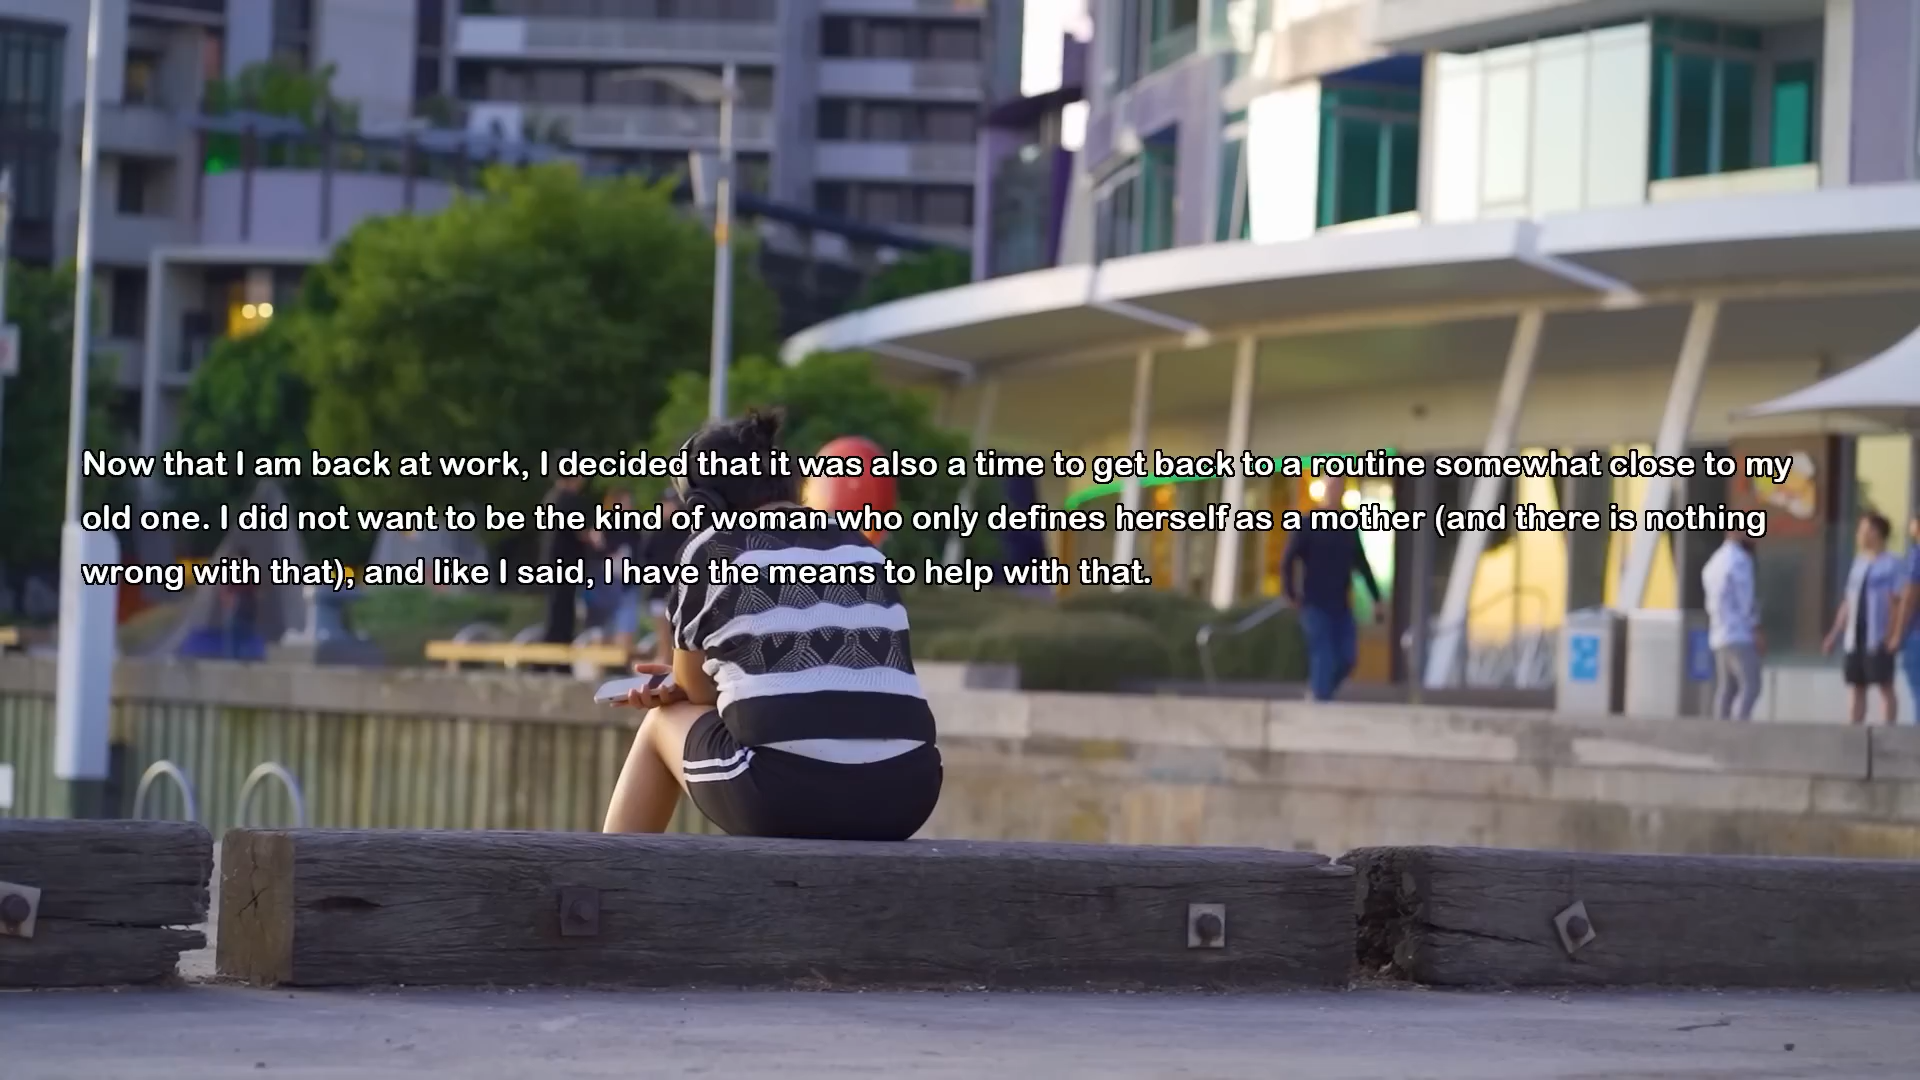 Now that I am back at work, I decided that it was also a time to get back to a routine somewhat close to my
old one. I did not want to be the kind of woman who only defines herself as a mother (and there is nothing
wrong with that), and like I said, I have the means to help with that.